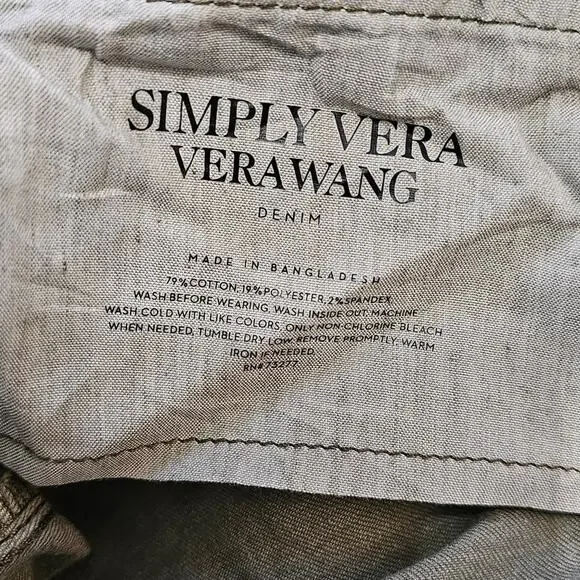 SIMPLY VERA
VERAWANG
DENIM
MADE IN BANGLADESH
79% COTTON, 19% POLYESTER, 2% SPANDEX
WASH BEFORE WEARING, WASH INSIDE OUT, MACHINE
WASH COLD WITH LIKE COLORS, ONLY NON-CHLORINE BLEACH
WHEN NEEDED, TUMBLE DRY LOW, REMOVE PROMPTLY, WARM
IRON IF NEEDED.
RN# 73277